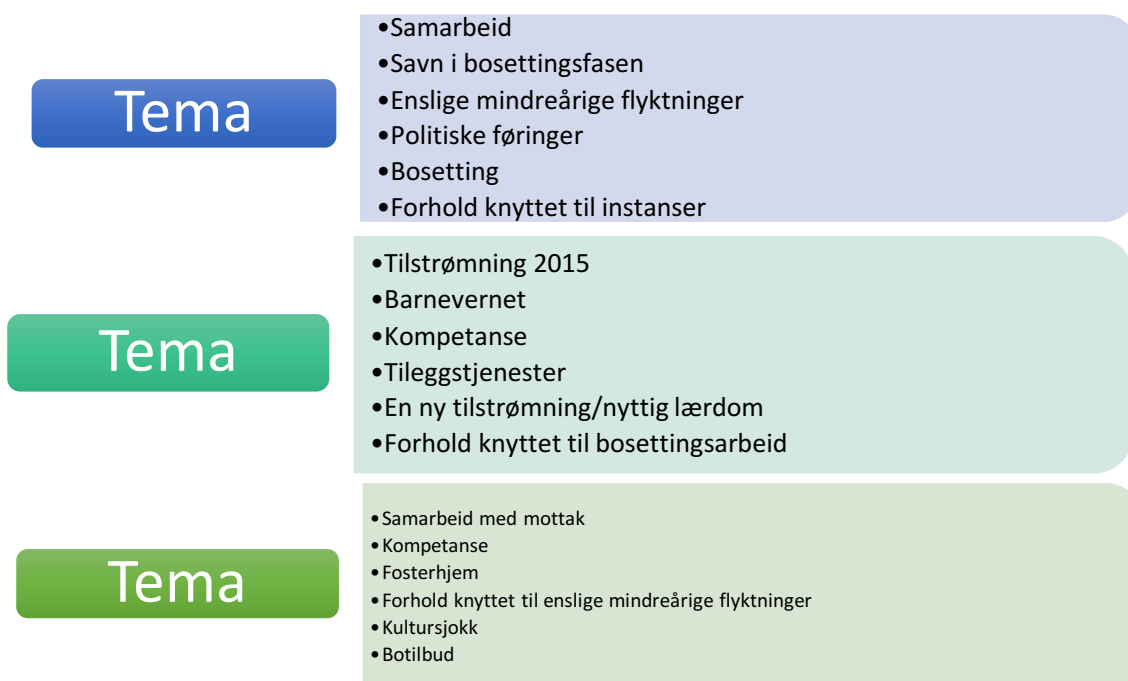 Tema
•Samarbeid
•Savn i bosettingsfasen
•Enslige mindreårige flyktninger
•Politiske føringer
•Bosetting
•Forhold knyttet til instanser
Tema
•Tilstrømning 2015
•Barnevernet
•Kompetanse
•Tileggstjenester
•En ny tilstrømning/nyttig lærdom
•Forhold knyttet til bosettingsarbeid
Tema
•Samarbeid med mottak
•Kompetanse
•Fosterhjem
•Forhold knyttet til enslige mindreårige flyktninger
•Kultursjokk
•Botilbud